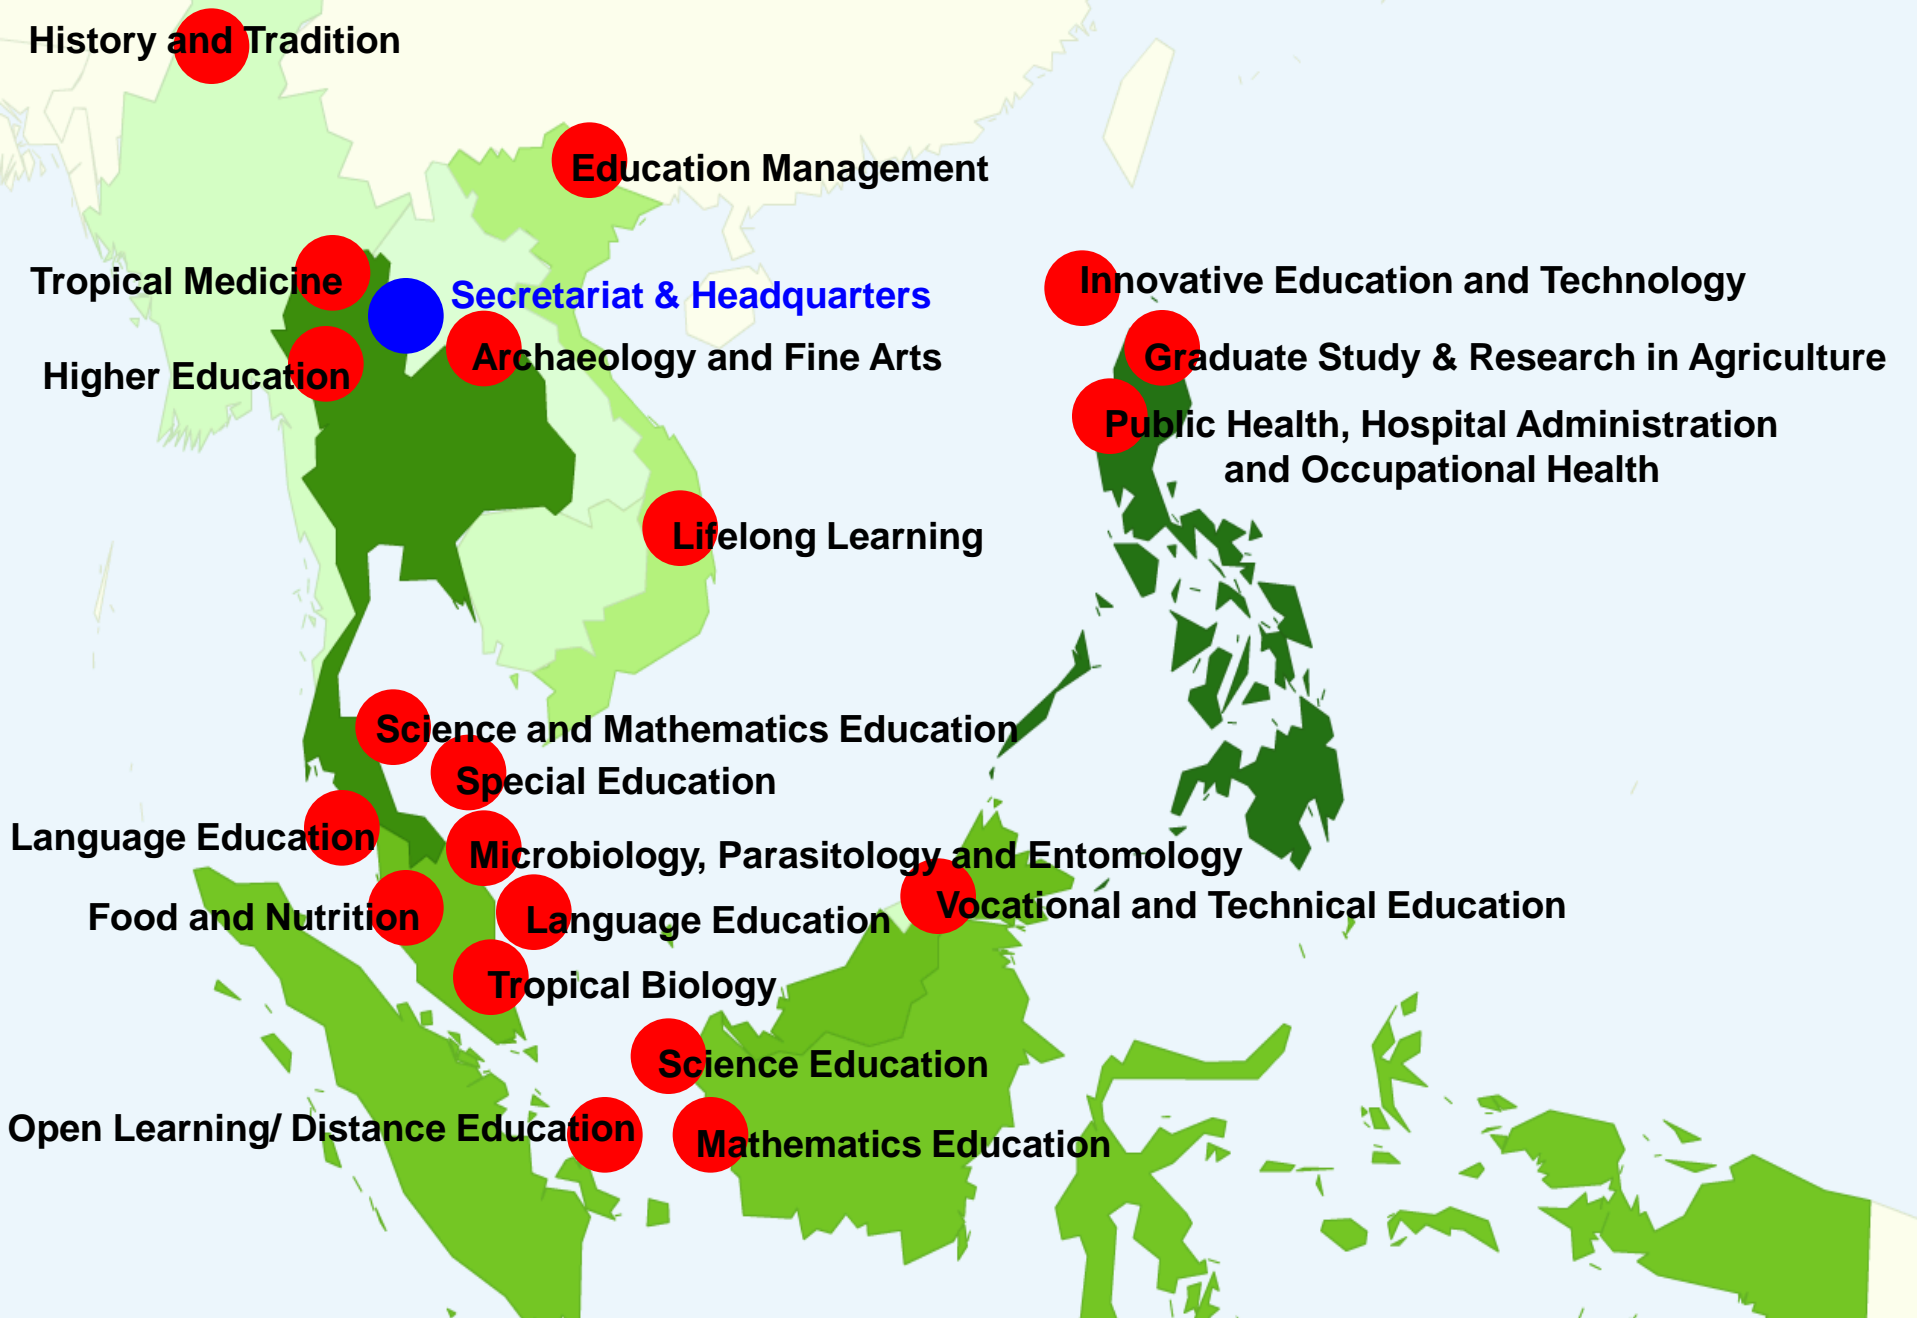 History and Tradition
Education Management
Tropical Medicine
Secretariat & Headquarters
Innovative Education and Technology
Higher Education
Archaeology and Fine Arts
Graduate Study & Research in Agriculture
Public Health, Hospital Administration
and Occupational Health
Lifelong Learning
Science and Mathematics Education
Special Education
Language Education
Microbiology, Parasitology and Entomology
Vocational and Technical Education
Food and Nutrition
Language Education
Tropical Biology
Science Education
Open Learning/ Distance Education
Mathematics Education